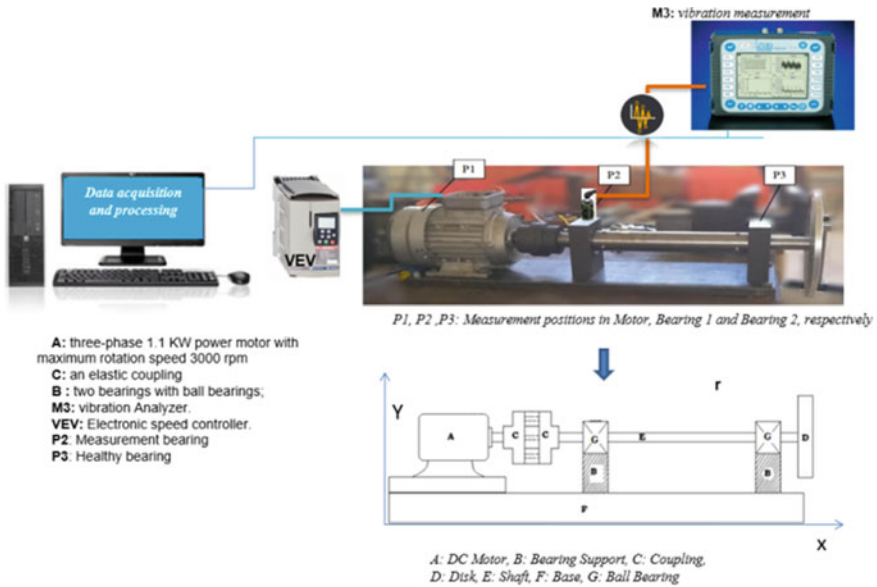 M3: vibration measurement
P1
P2
P3
Data acquisition
and processing
VEV
P1, P2 ,P3: Measurement positions in Motor, Bearing 1 and Bearing 2, respectively
A: three-phase 1.1 KW power motor with
maximum rotation speed 3000 rpm
C: an elastic coupling
B : two bearings with ball bearings;
M3: vibration Analyzer.
VEV: Electronic speed controller.
P2: Measurement bearing
P3: Healthy bearing
r
Y
A
C
C
G
E
G
D
B
B
F
X
A: DC Motor, B: Bearing Support, C: Coupling,
D: Disk, E: Shaft, F: Base, G: Ball Bearing